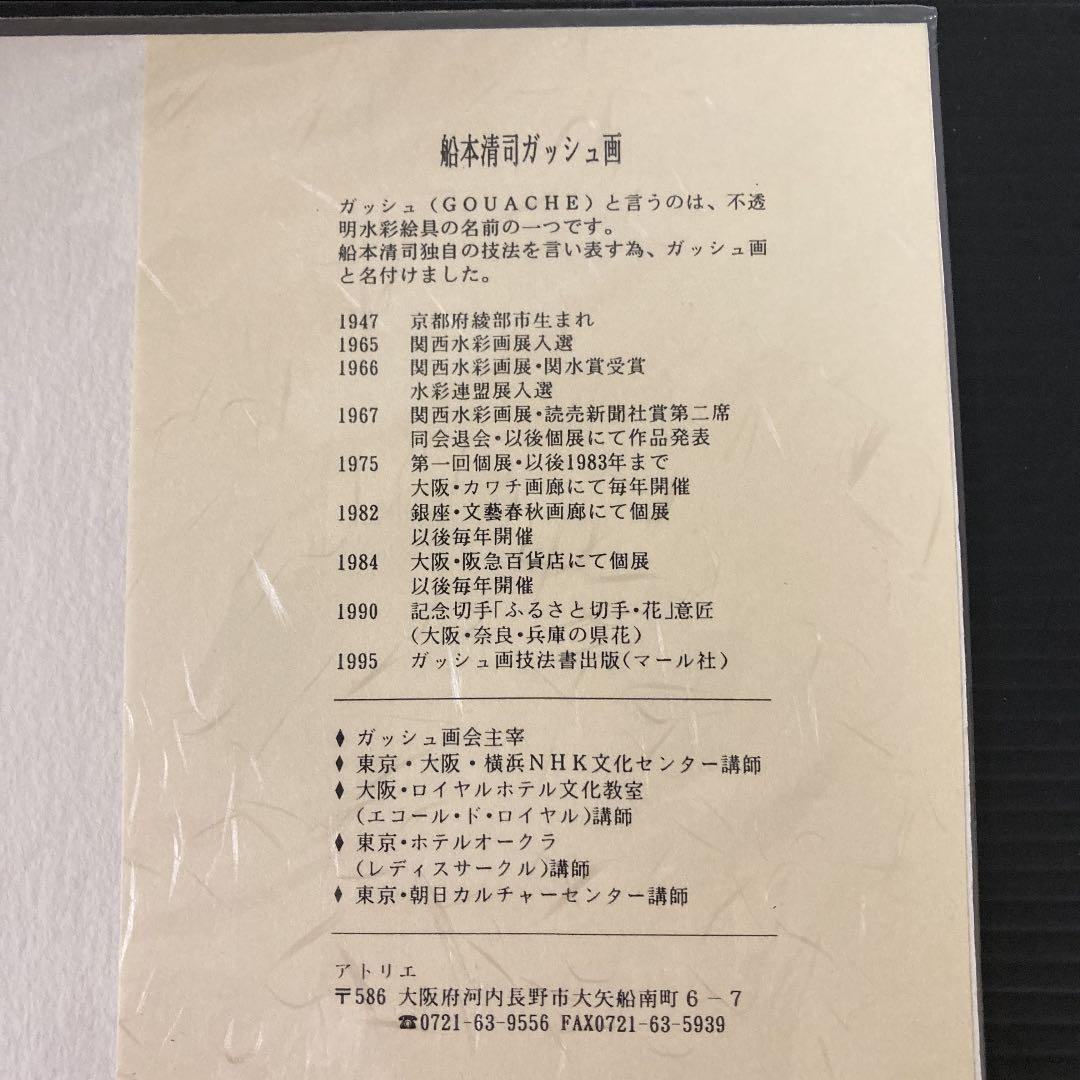 船本清司ガッシュ画
ガッシュ（GOUACHE）と言うのは、不透
明水彩絵具の名前の一つです。
船本清司独自の技法を言い表す為、ガッシュ画
と名付けました。
1947 京都府綾部市生まれ
1965 関西水彩画展入選
1966 関西水彩画展・関水賞受賞
水彩連盟展入選
1967 関西水彩画展・読売新聞社賞第二席
同会退会・以後個展にて作品発表
1975 第一回個展・以後1983年まで
大阪・カワチ画廊にて毎年開催
1982 銀座・文藝春秋画廊にて個展
以後毎年開催
1984 大阪・阪急百貨店にて個展
以後毎年開催
1990 記念切手「ふるさと切手・花」意匠
（大阪・奈良・兵庫の県花）
1995 ガッシュ画技法書出版（マール社）
♦ ガッシュ画会主宰
♦ 東京・大阪・横浜NHK文化センター講師
♦ 大阪・ロイヤルホテル文化教室
（エコール・ド・ロイヤル）講師
♦ 東京・ホテルオークラ
（レディスサークル）講師
♦ 東京・朝日カルチャーセンター講師
アトリエ
〒586 大阪府河内長野市大矢船南町6-7
☎0721-63-9556 FAX0721-63-5939